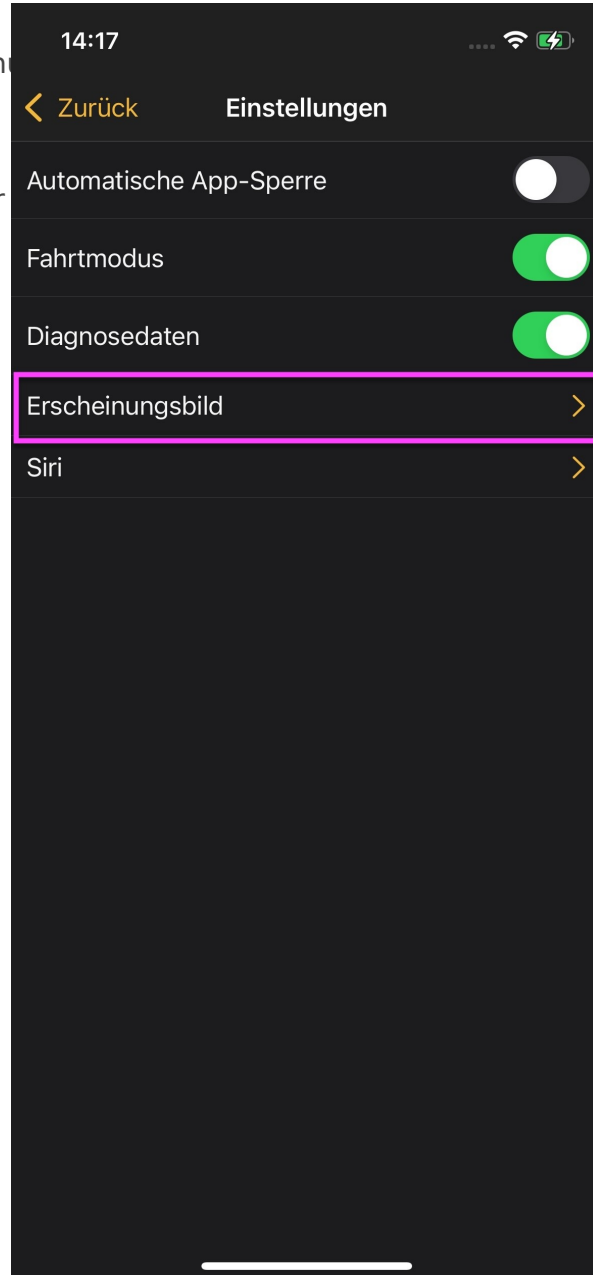 14:17
Zurück
Einstellungen
Automatische App-Sperre
Fahrtmodus
Diagnosedaten
Erscheinungsbild
Siri